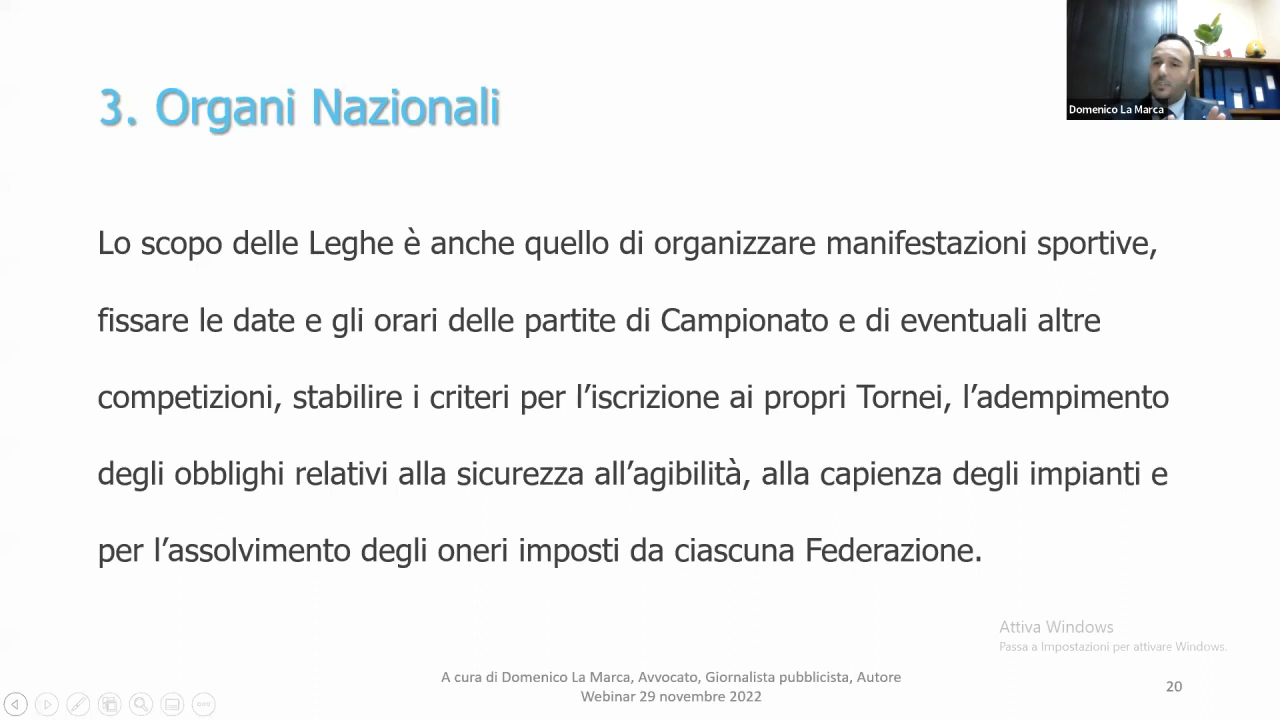 Domenico La Marca
3. Organi Nazionali
Lo scopo delle Leghe è anche quello di organizzare manifestazioni sportive,
fissare le date e gli orari delle partite di Campionato e di eventuali altre
competizioni, stabilire i criteri per l’iscrizione ai propri Tornei, l’adempimento
degli obblighi relativi alla sicurezza all’agibilità, alla capienza degli impianti e
per l’assolvimento degli oneri imposti da ciascuna Federazione.
Attiva Windows
Passa a Impostazioni per attivare Windows.
A cura di Domenico La Marca, Avvocato, Giornalista pubblicista, Autore
Webinar 29 novembre 2022
20